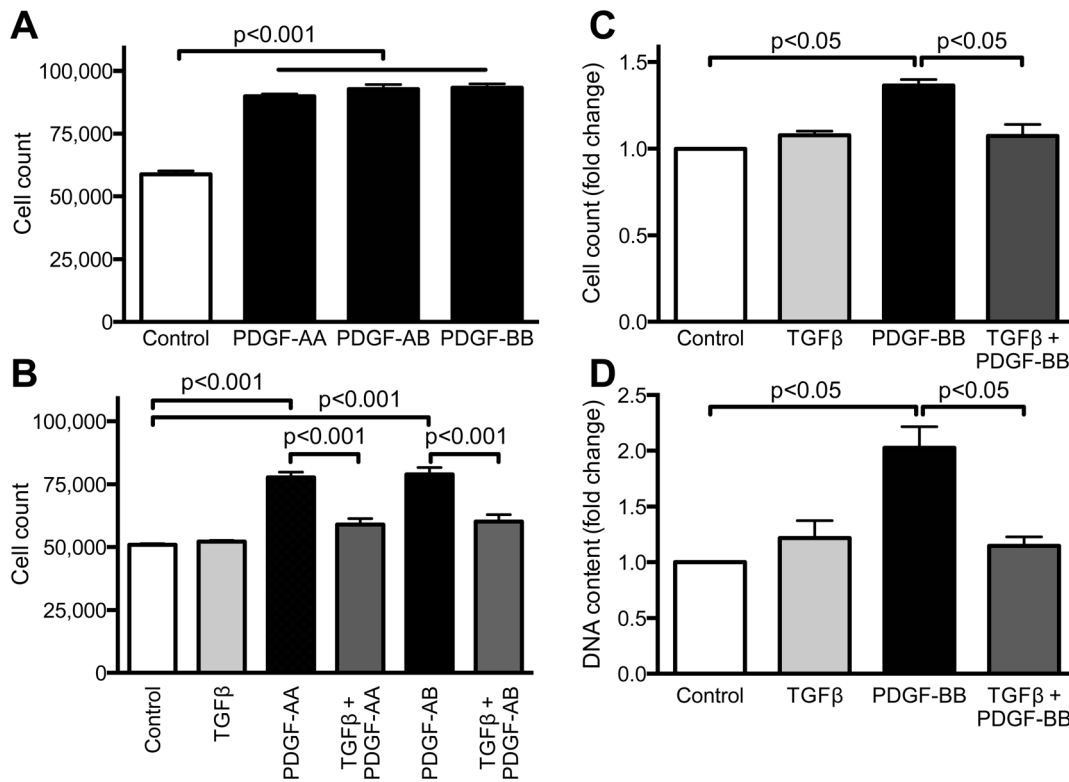 A
p<0.001
100,000
75,000
50,000
25,000
0
Cell count
Control
PDGF-AA
PDGF-AB
PDGF-BB
B
p<0.001
p<0.001
p<0.001
p<0.001
100,000
75,000
50,000
25,000
0
Cell count
Control
TGFβ
PDGF-AA
TGFβ +
PDGF-AA
PDGF-AB
TGFβ +
PDGF-AB
C
p<0.05
p<0.05
1.5
1.0
0.5
0.0
Cell count (fold change)
Control
TGFβ
PDGF-BB
TGFβ +
PDGF-BB
D
p<0.05
p<0.05
2.5
2.0
1.5
1.0
0.5
0.0
DNA content (fold change)
Control
TGFβ
PDGF-BB
TGFβ +
PDGF-BB